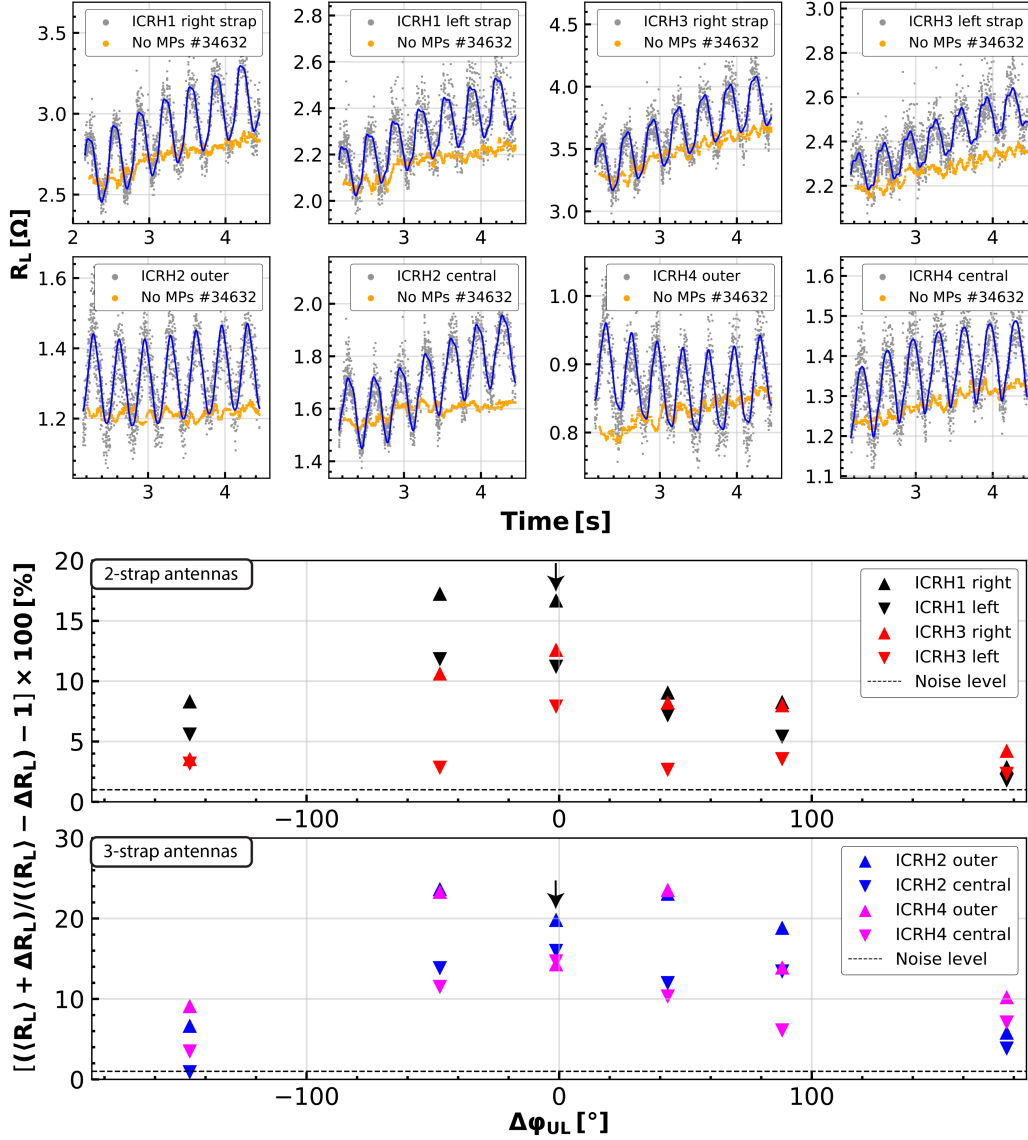 ICRH1 right strap
No MPs #34632
ICRH1 left strap
No MPs #34632
ICRH3 right strap
No MPs #34632
ICRH3 left strap
No MPs #34632
3.5
3.0
2.5
2
3
4
2.8
2.6
2.4
2.2
2.0
3
4
4.5
4.0
3.5
3.0
3
4
3.0
2.8
2.6
2.4
2.2
3
4
R_L [Ω]
ICRH2 outer
No MPs #34632
ICRH2 central
No MPs #34632
ICRH4 outer
No MPs #34632
ICRH4 central
No MPs #34632
1.6
1.4
1.2
3
4
2.0
1.8
1.6
1.4
3
4
1.0
0.9
0.8
3
4
1.6
1.5
1.4
1.3
1.2
1.1
3
4
Time [s]
[(⟨R_L⟩ + ΔR_L)/(⟨R_L⟩ − ΔR_L) − 1] × 100 [%]
2-strap antennas
ICRH1 right
ICRH1 left
ICRH3 right
ICRH3 left
Noise level
20
15
10
5
0
−100
0
100
3-strap antennas
ICRH2 outer
ICRH2 central
ICRH4 outer
ICRH4 central
Noise level
30
20
10
0
−100
0
100
Δφ_UL [°]